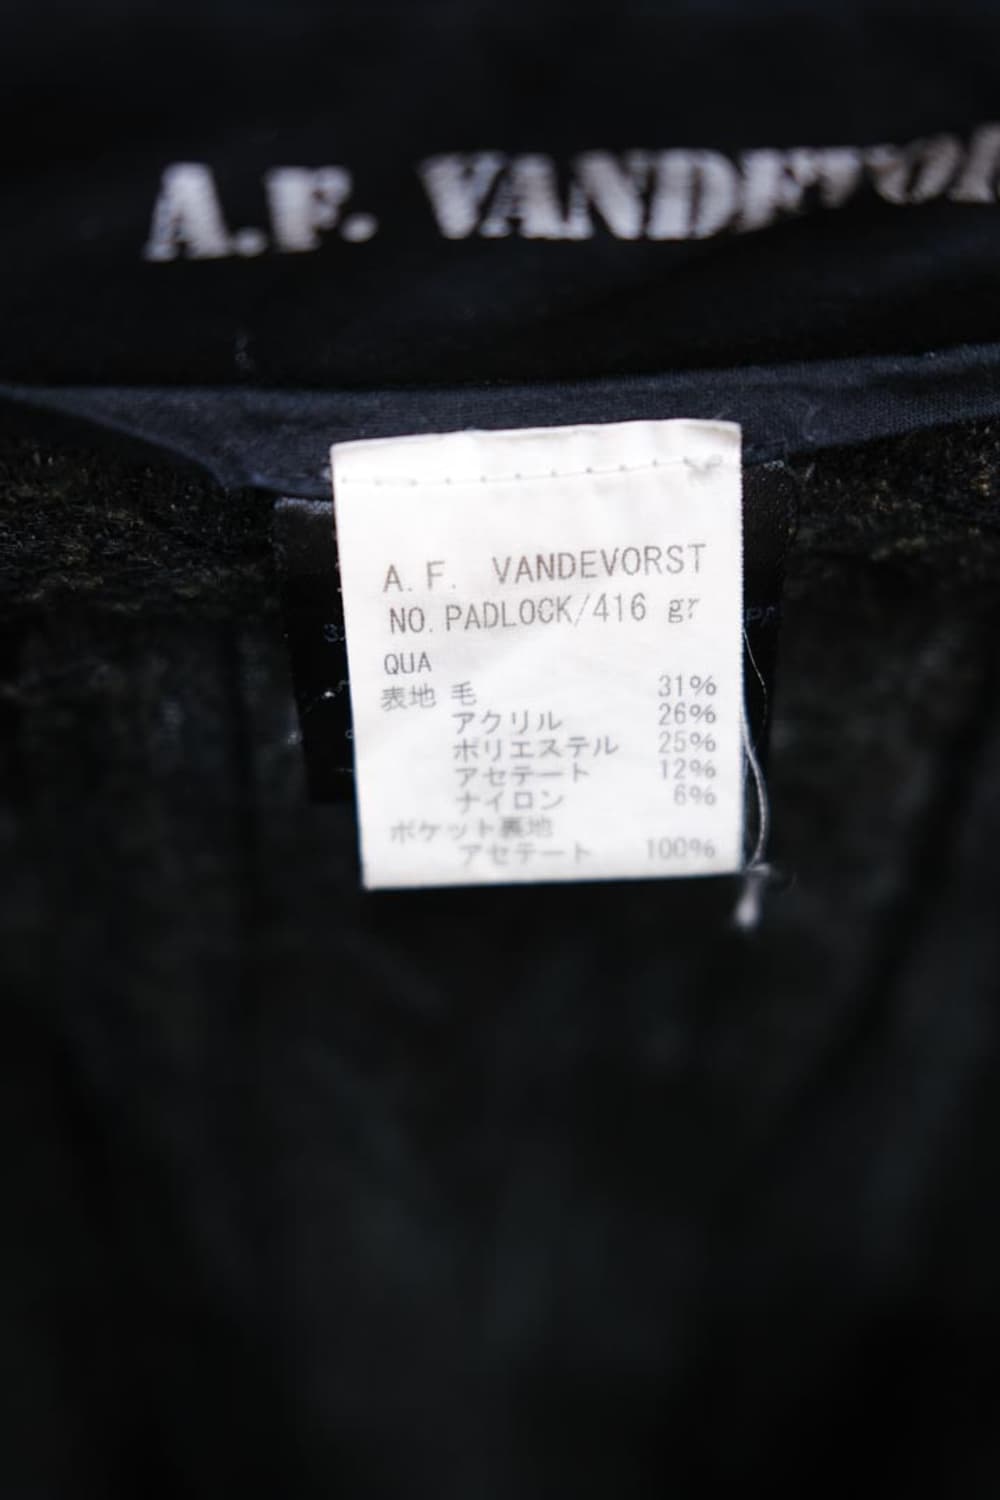 A.F. VANDEVOR
A. F. VANDEVORST
NO. PADLOCK/416 gr
QUA
表地 毛 31%
アクリル 26%
ポリエステル 25%
アセテート 12%
ナイロン 6%
ポケット裏地
アセテート 100%